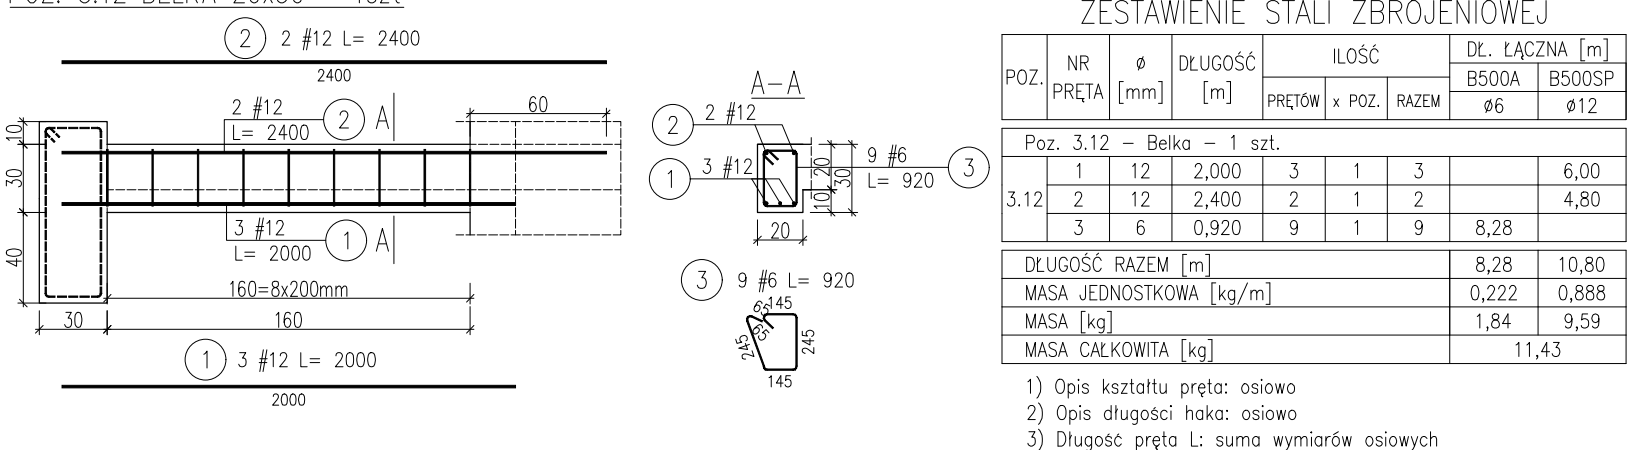 POZ. 3.12 BELKA 20x30 - 1szt
2 2 #12 L= 2400
2400
2 #12
L= 2400
2
A
60
10
30
40
3 #12
L= 2000
1
A
160=8x200mm
30
160
1 3 #12 L= 2000
2000
A-A
2 2 #12
1 3 #12
9 #6
L= 920
3
20
10
30
20
3 9 #6 L= 920
145
65
65
245
245
145
ZESTAWIENIE STALI ZBROJENIOWEJ
POZ. NR PRĘTA ø [mm] DŁUGOŚĆ [m] ILOŚĆ DŁ. ŁĄCZNA [m]
PRĘTÓW x POZ. RAZEM B500A B500SP
ø6 ø12
Poz. 3.12 – Belka – 1 szt.
1 12 2,000 3 1 3 6,00
3.12 2 12 2,400 2 1 2 4,80
3 6 0,920 9 1 9 8,28
DŁUGOŚĆ RAZEM [m] 8,28 10,80
MASA JEDNOSTKOWA [kg/m] 0,222 0,888
MASA [kg] 1,84 9,59
MASA CAŁKOWITA [kg] 11,43
1) Opis kształtu pręta: osiowo
2) Opis długości haka: osiowo
3) Długość pręta L: suma wymiarów osiowych